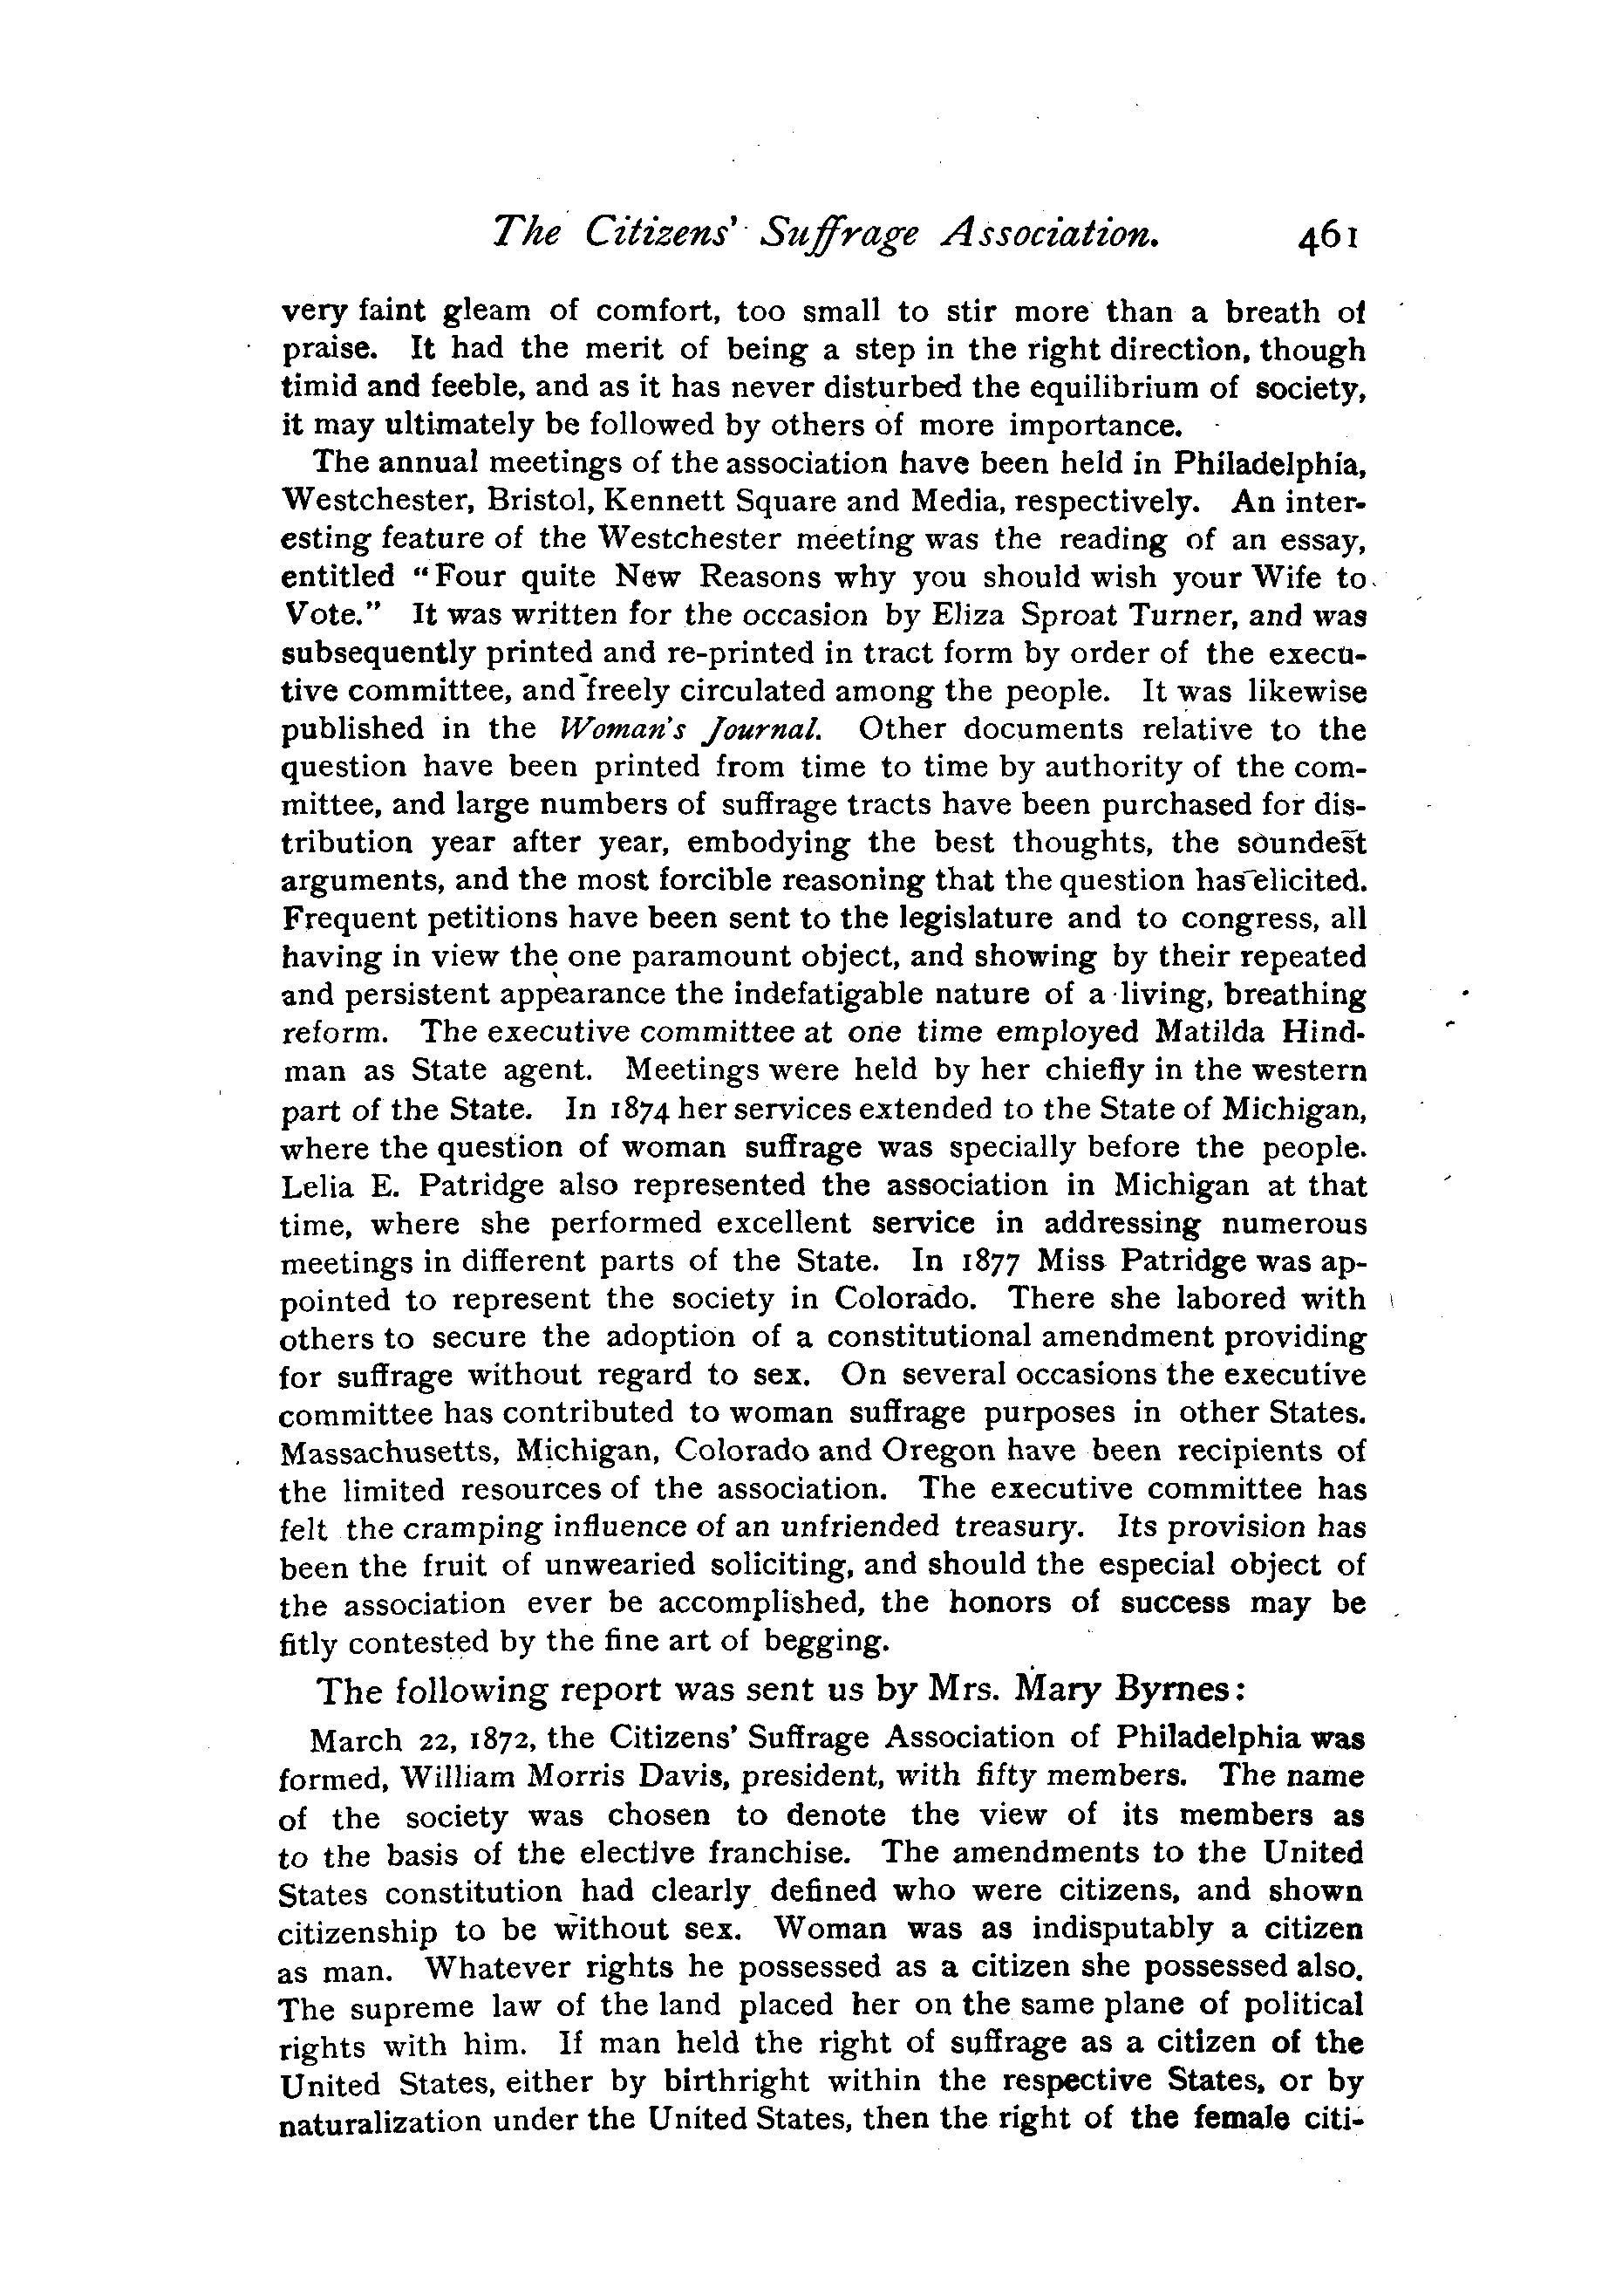 The Citizens' Suffrage Association. 461
very faint gleam of comfort, too small to stir more than a breath of
praise. It had the merit of being a step in the right direction, though
timid and feeble, and as it has never disturbed the equilibrium of society,
it may ultimately be followed by others of more importance.
The annual meetings of the association have been held in Philadelphia,
Westchester, Bristol, Kennett Square and Media, respectively. An inter-
esting feature of the Westchester meeting was the reading of an essay,
entitled "Four quite New Reasons why you should wish your Wife to
Vote." It was written for the occasion by Eliza Sproat Turner, and was
subsequently printed and re-printed in tract form by order of the execu-
tive committee, and freely circulated among the people. It was likewise
published in the Woman's Journal. Other documents relative to the
question have been printed from time to time by authority of the com-
mittee, and large numbers of suffrage tracts have been purchased for dis-
tribution year after year, embodying the best thoughts, the soundest
arguments, and the most forcible reasoning that the question has elicited.
Frequent petitions have been sent to the legislature and to congress, all
having in view the one paramount object, and showing by their repeated
and persistent appearance the indefatigable nature of a living, breathing
reform. The executive committee at one time employed Matilda Hind-
man as State agent. Meetings were held by her chiefly in the western
part of the State. In 1874 her services extended to the State of Michigan,
where the question of woman suffrage was specially before the people.
Lelia E. Patridge also represented the association in Michigan at that
time, where she performed excellent service in addressing numerous
meetings in different parts of the State. In 1877 Miss Patridge was ap-
pointed to represent the society in Colorado. There she labored with
others to secure the adoption of a constitutional amendment providing
for suffrage without regard to sex. On several occasions the executive
committee has contributed to woman suffrage purposes in other States.
Massachusetts, Michigan, Colorado and Oregon have been recipients of
the limited resources of the association. The executive committee has
felt the cramping influence of an unfriended treasury. Its provision has
been the fruit of unwearied soliciting, and should the especial object of
the association ever be accomplished, the honors of success may be
fitly contested by the fine art of begging.
The following report was sent us by Mrs. Mary Byrnes:
March 22, 1872, the Citizens' Suffrage Association of Philadelphia was
formed, William Morris Davis, president, with fifty members. The name
of the society was chosen to denote the view of its members as
to the basis of the elective franchise. The amendments to the United
States constitution had clearly defined who were citizens, and shown
citizenship to be without sex. Woman was as indisputably a citizen
as man. Whatever rights he possessed as a citizen she possessed also.
The supreme law of the land placed her on the same plane of political
rights with him. If man held the right of suffrage as a citizen of the
United States, either by birthright within the respective States, or by
naturalization under the United States, then the right of the female citi-